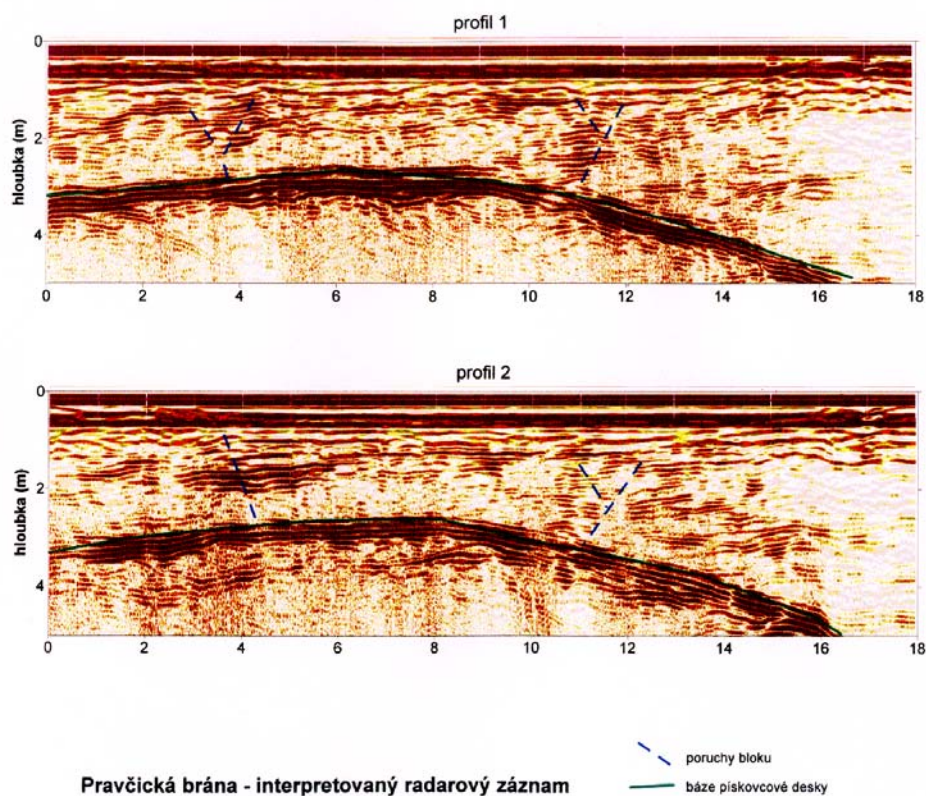 profil 1
0
2
4
hloubka (m)
0 2 4 6 8 10 12 14 16 18
profil 2
0
2
4
hloubka (m)
0 2 4 6 8 10 12 14 16 18
poruchy bloku
Pravčická brána - interpretovaný radarový záznam
báze pískovcové desky